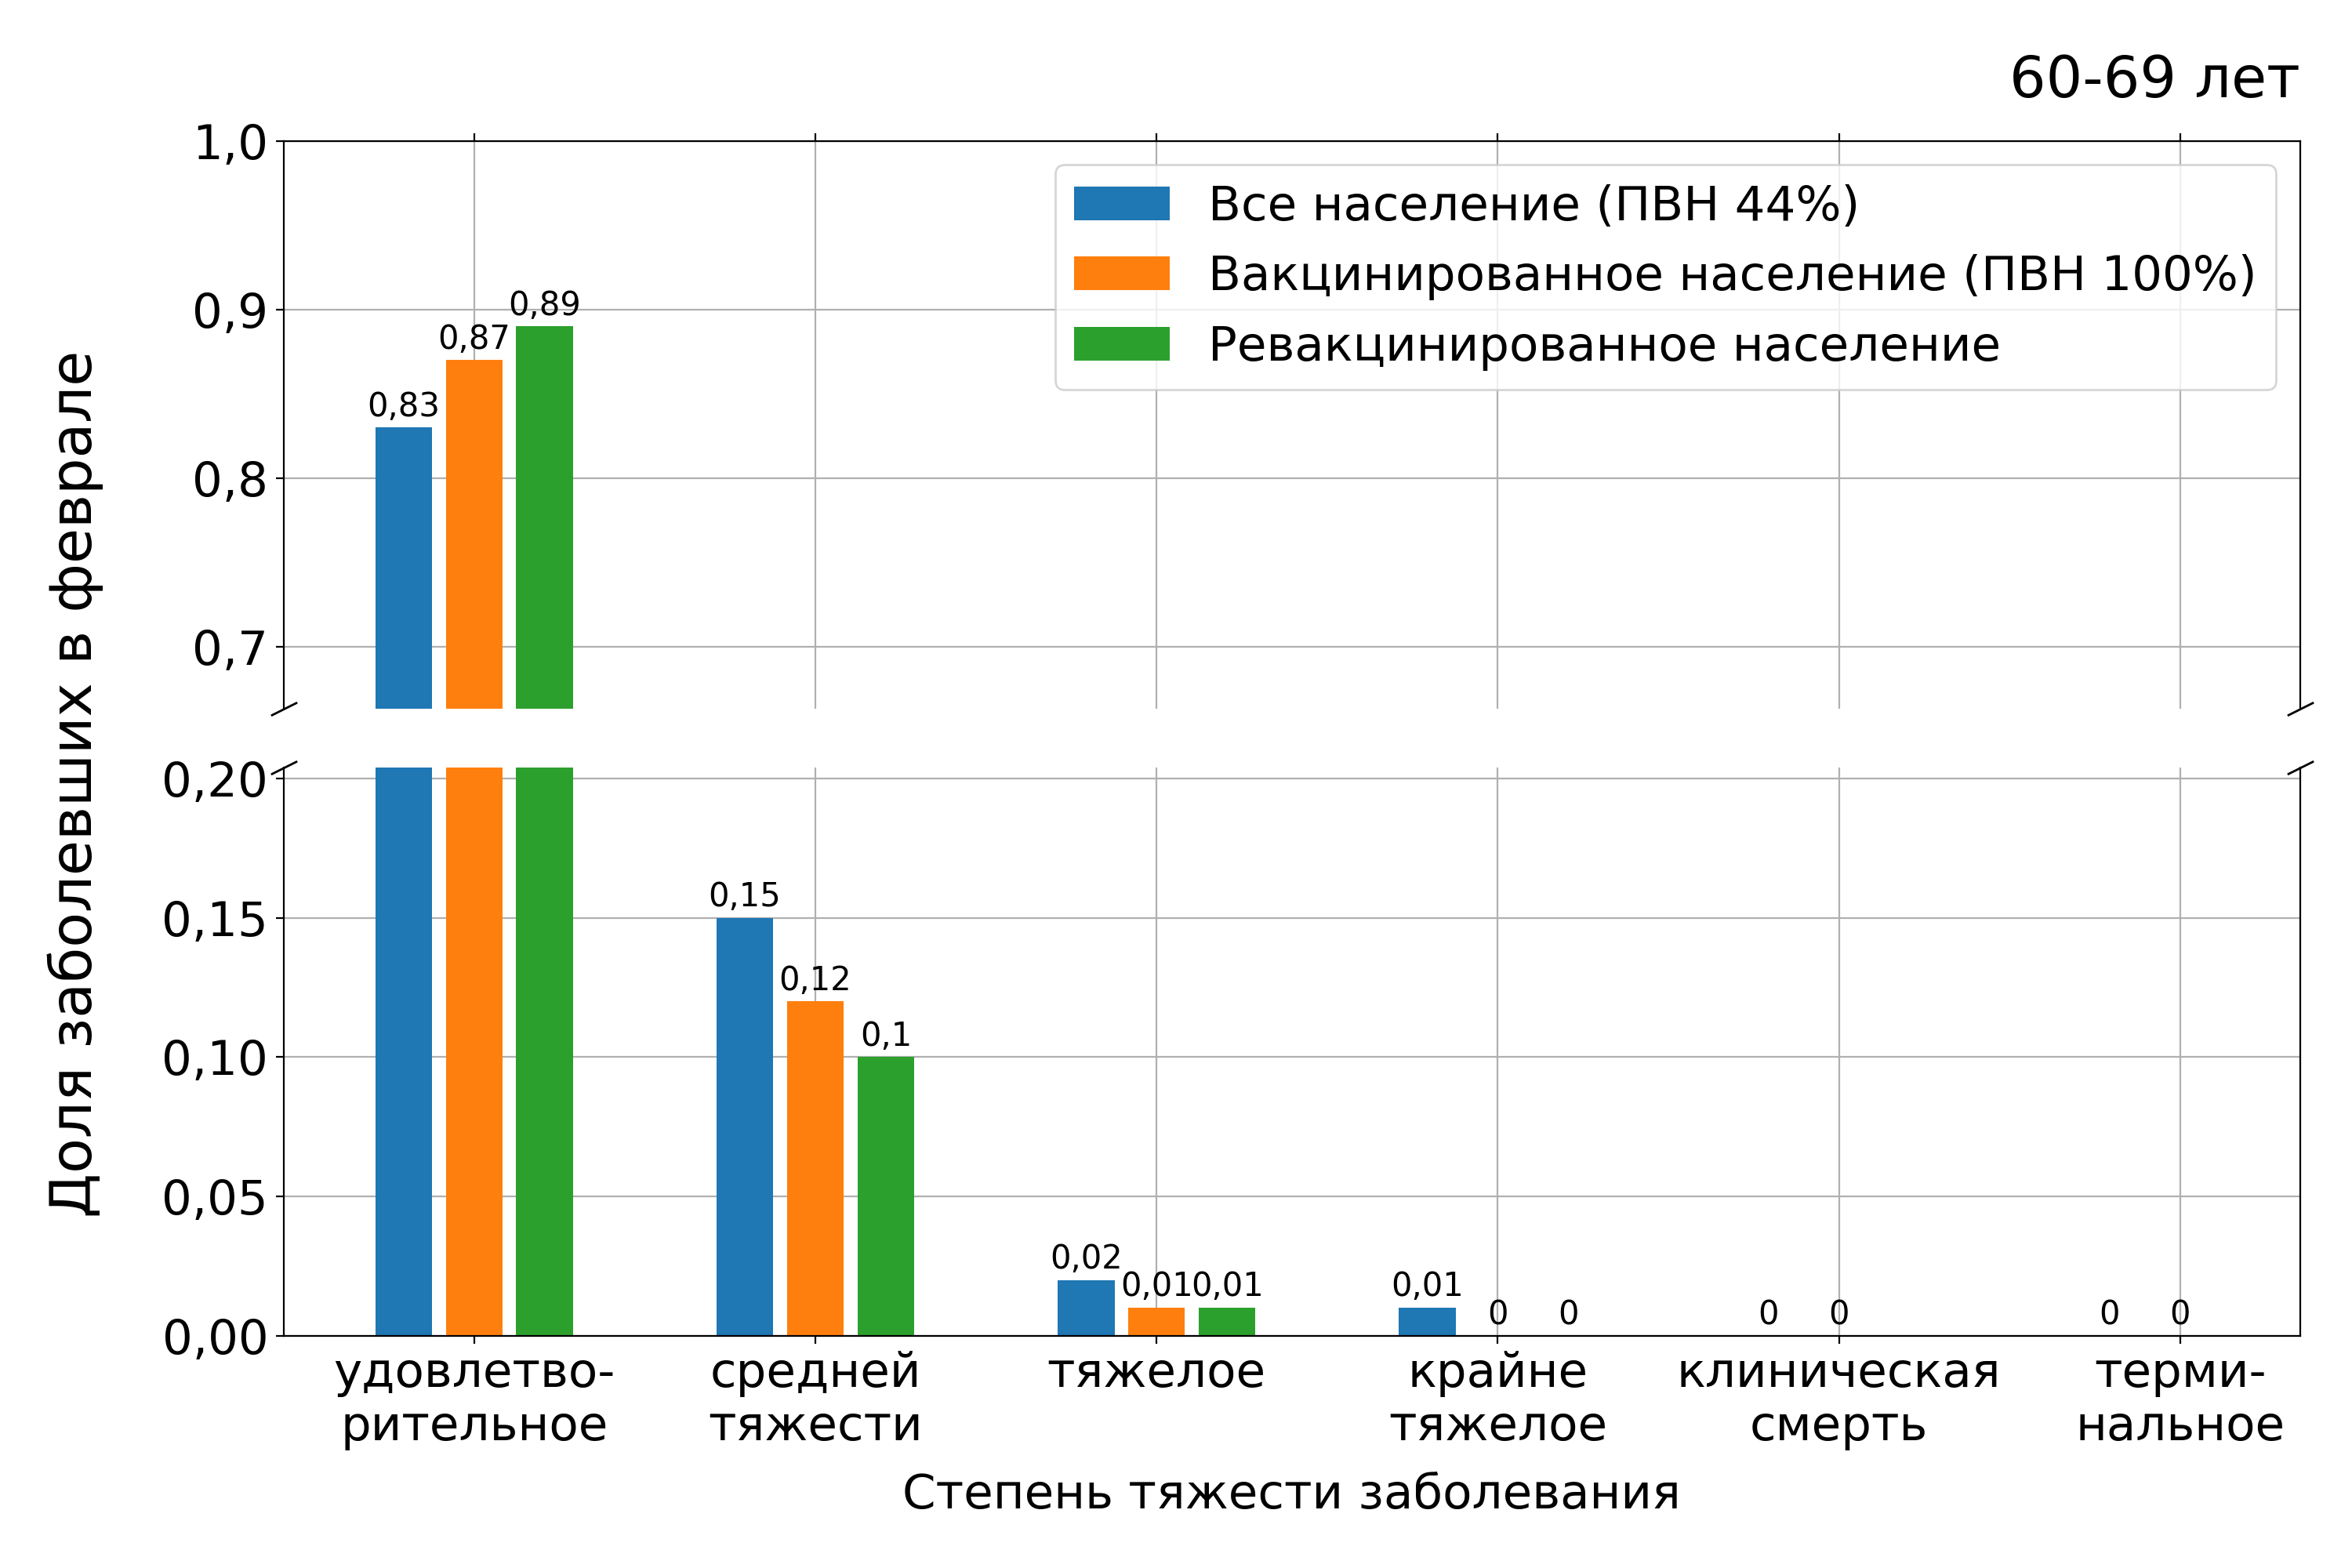 60-69 лет
Доля заболевших в феврале
1,0
0,9
0,8
0,7
0,20
0,15
0,10
0,05
0,00
Все население (ПВН 44%)
Вакцинированное население (ПВН 100%)
Ревакцинированное население
0,83
0,87
0,89
0,15
0,12
0,1
0,02
0,01
0,01
0,01
0
0
0
0
0
0
удовлетво-
рительное
средней
тяжести
тяжелое
крайне
тяжелое
клиническая
смерть
терми-
нальное
Степень тяжести заболевания